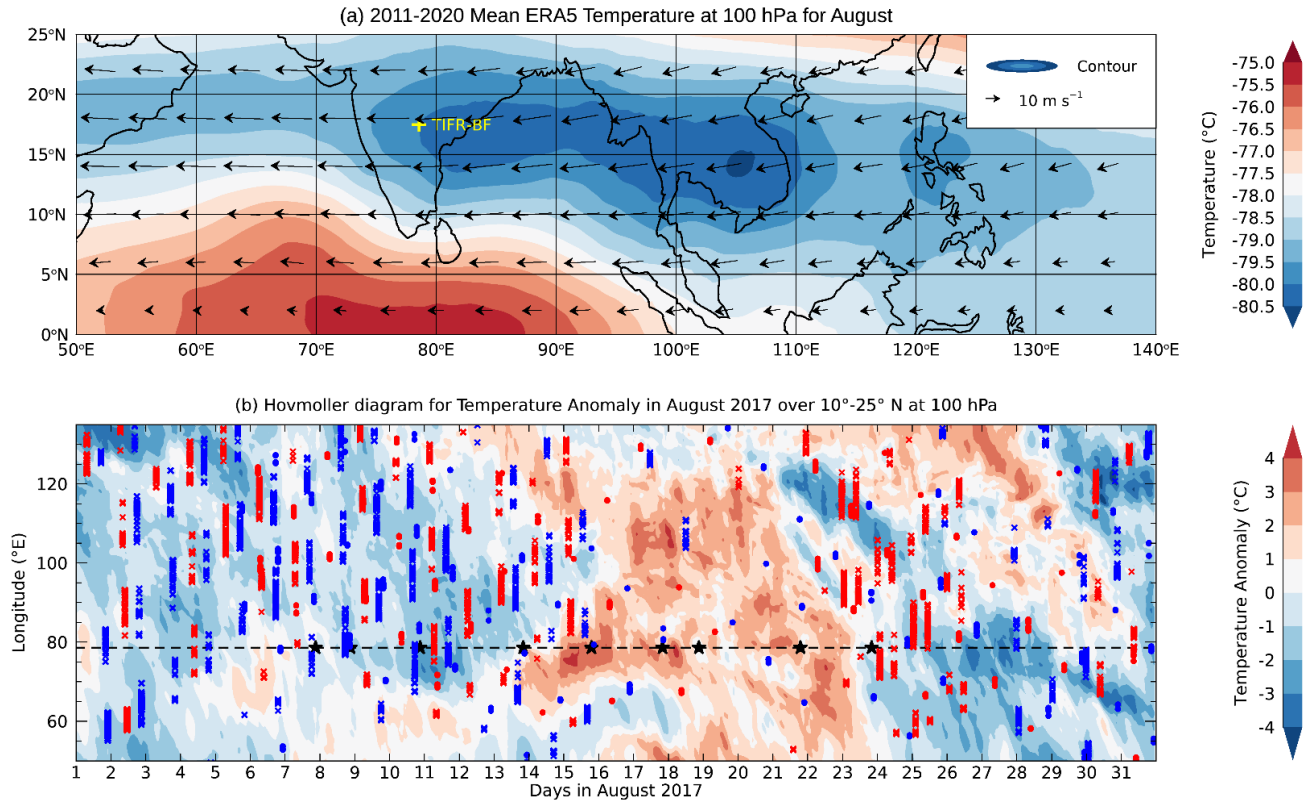 (a) 2011-2020 Mean ERA5 Temperature at 100 hPa for August
25°N
20°N
15°N
10°N
5°N
0°N
50°E 60°E 70°E 80°E 90°E 100°E 110°E 120°E 130°E 140°E
TIFR-BF
Contour
10 m s⁻¹
-75.0
-75.5
-76.0
-76.5
-77.0
-77.5
-78.0
-78.5
-79.0
-79.5
-80.0
-80.5
Temperature (°C)
(b) Hovmoller diagram for Temperature Anomaly in August 2017 over 10°-25° N at 100 hPa
120
100
80
60
Longitude (°E)
1 2 3 4 5 6 7 8 9 10 11 12 13 14 15 16 17 18 19 20 21 22 23 24 25 26 27 28 29 30 31
Days in August 2017
4
3
2
1
0
-1
-2
-3
-4
Temperature Anomaly (°C)